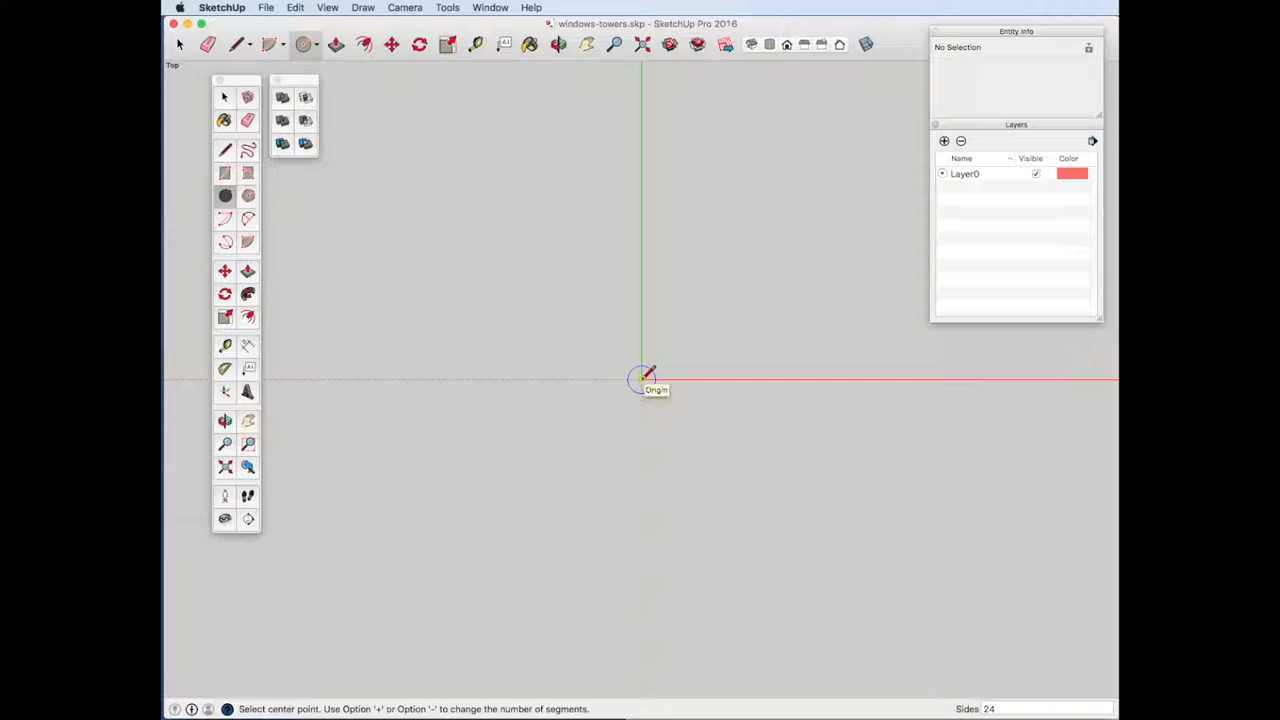 SketchUp File Edit View Draw Camera Tools Window Help
windows-towers.skp - SketchUp Pro 2016
Entity Info
No Selection
Top
Layers
Name Visible Color
Layer0
Origin
Select center point. Use Option '+' or Option '-' to change the number of segments.
Sides 24